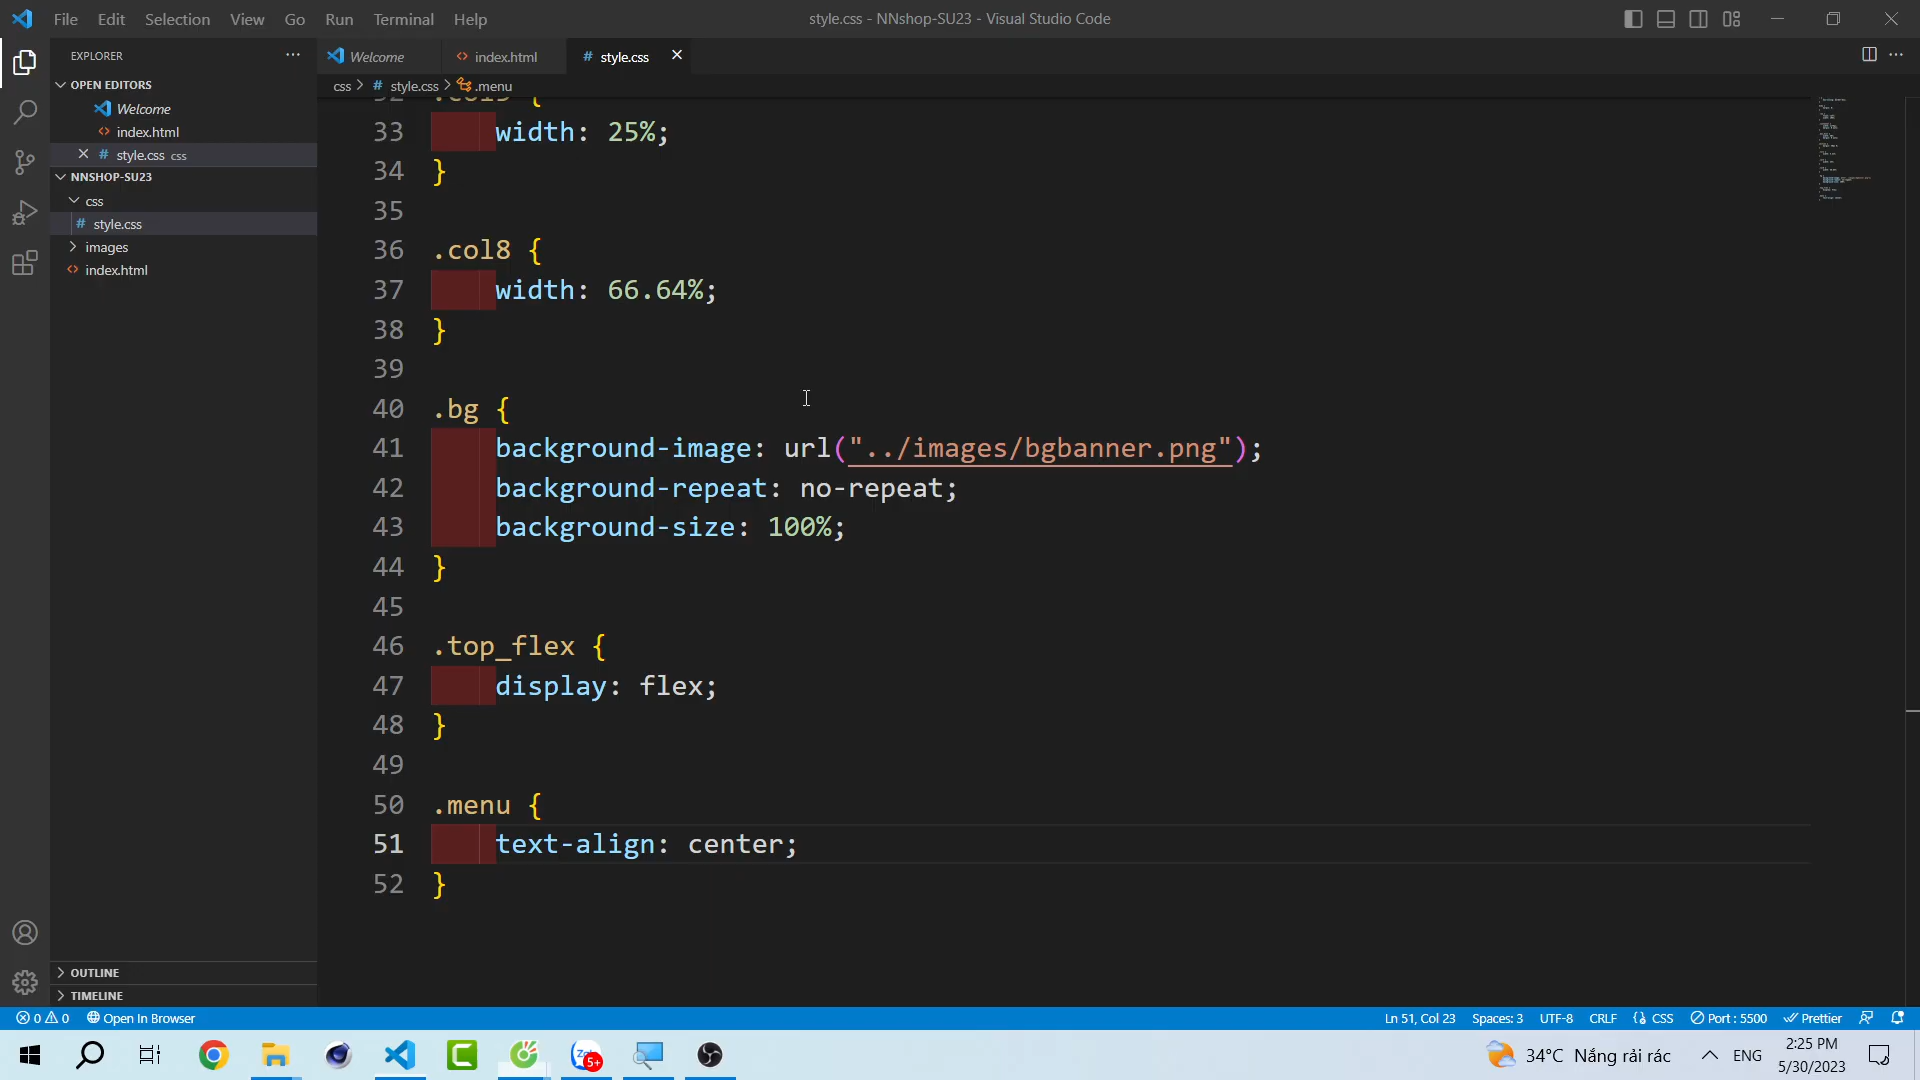 File Edit Selection View Go Run Terminal Help
style.css - NNshop-SU23 - Visual Studio Code
EXPLORER
Welcome
index.html
# style.css
OPEN EDITORS
Welcome
index.html
# style.css css
NNSHOP-SU23
css
# style.css
images
index.html
OUTLINE
TIMELINE
css > # style.css > .menu
33 width: 25%;
34 }
35
36 .col8 {
37 width: 66.64%;
38 }
39
40 .bg {
41 background-image: url("../images/bgbanner.png");
42 background-repeat: no-repeat;
43 background-size: 100%;
44 }
45
46 .top_flex {
47 display: flex;
48 }
49
50 .menu {
51 text-align: center;
52 }
0 0 Open In Browser
Ln 51, Col 23 Spaces: 3 UTF-8 CRLF {} CSS Port : 5500 Prettier
5+
34°C Nắng rải rác
ENG
2:25 PM
5/30/2023